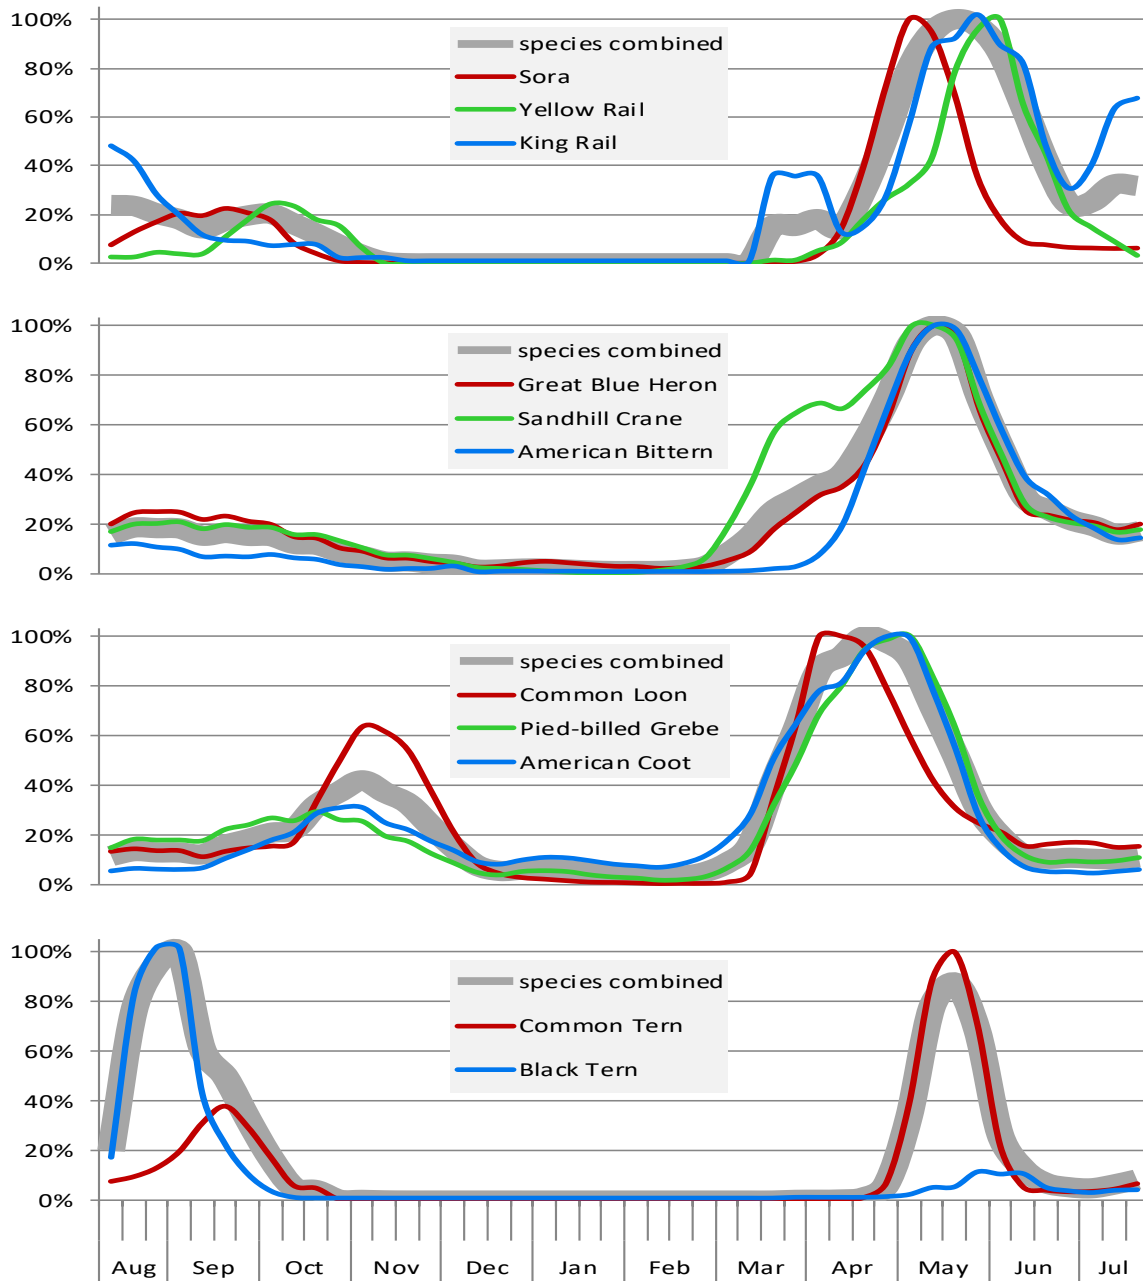 100%
80%
60%
40%
20%
0%
species combined
Sora
Yellow Rail
King Rail
100%
80%
60%
40%
20%
0%
species combined
Great Blue Heron
Sandhill Crane
American Bittern
100%
80%
60%
40%
20%
0%
species combined
Common Loon
Pied-billed Grebe
American Coot
100%
80%
60%
40%
20%
0%
species combined
Common Tern
Black Tern
Aug Sep Oct Nov Dec Jan Feb Mar Apr May Jun Jul